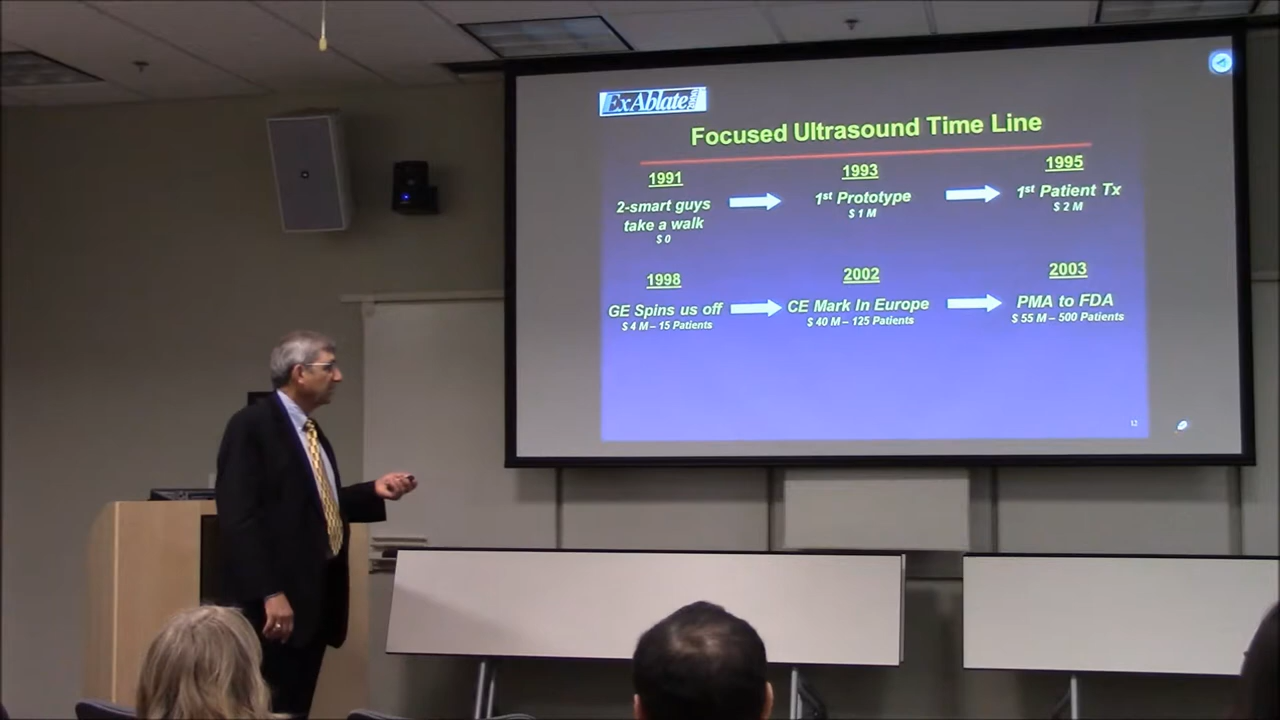 ExAblate 2000
Focused Ultrasound Time Line
1991
2-smart guys
take a walk
$ 0
1993
1st Prototype
$ 1 M
1995
1st Patient Tx
$ 2 M
1998
GE Spins us off
$ 4 M – 15 Patients
2002
CE Mark In Europe
$ 40 M – 125 Patients
2003
PMA to FDA
$ 55 M – 500 Patients
12